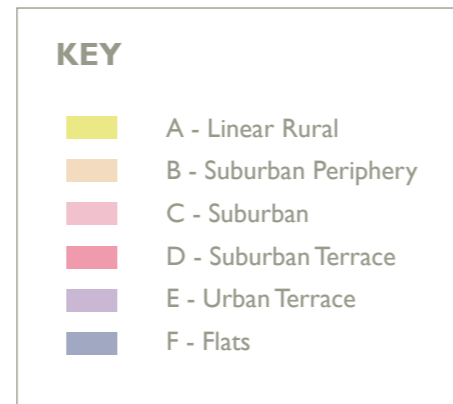 KEY
A - Linear Rural
B - Suburban Periphery
C - Suburban
D - Suburban Terrace
E - Urban Terrace
F - Flats